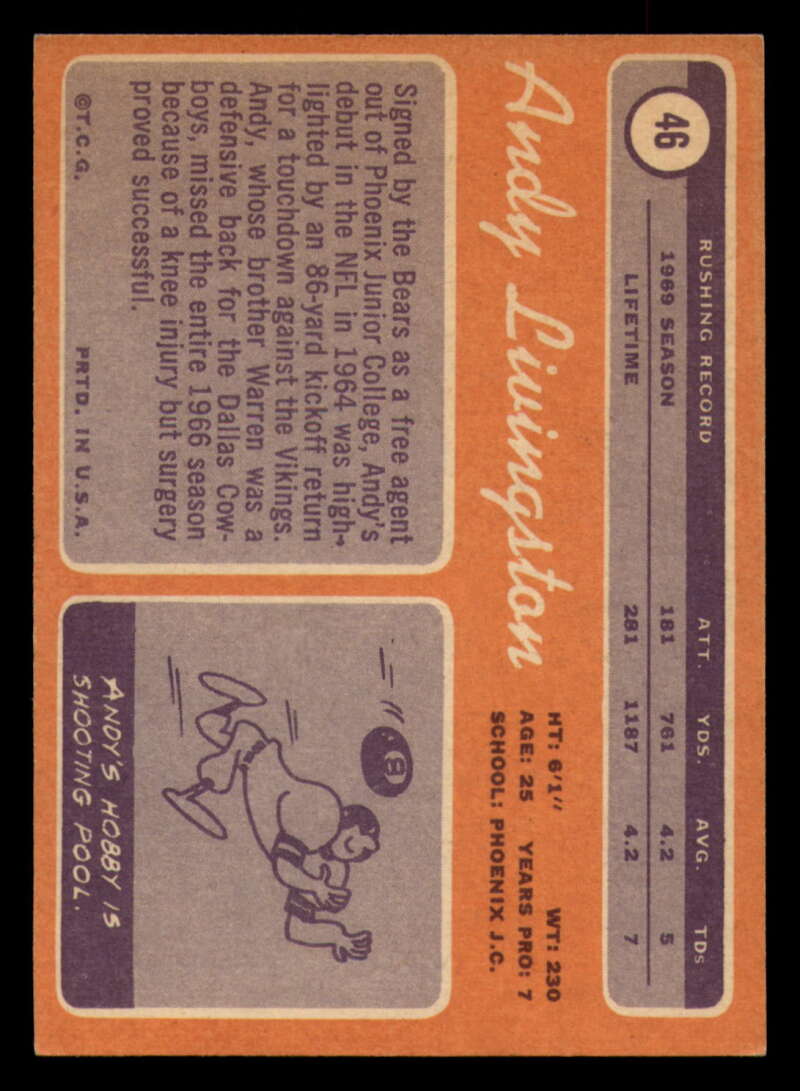 46
RUSHING RECORD ATT. YDS. AVG. TDs
1969 SEASON 181 761 4.2 5
LIFETIME 281 1187 4.2 7
Andy Livingston
HT: 6'1" WT: 230
AGE: 25 YEARS PRO: 7
SCHOOL: PHOENIX J.C.
Signed by the Bears as a free agent
out of Phoenix Junior College, Andy's
debut in the NFL in 1964 was high-
lighted by an 86-yard kickoff return
for a touchdown against the Vikings.
Andy, whose brother Warren was a
defensive back for the Dallas Cow-
boys, missed the entire 1966 season
because of a knee injury but surgery
proved successful.
©T.C.G. PRTD. IN U.S.A.
8
ANDY'S HOBBY IS
SHOOTING POOL.